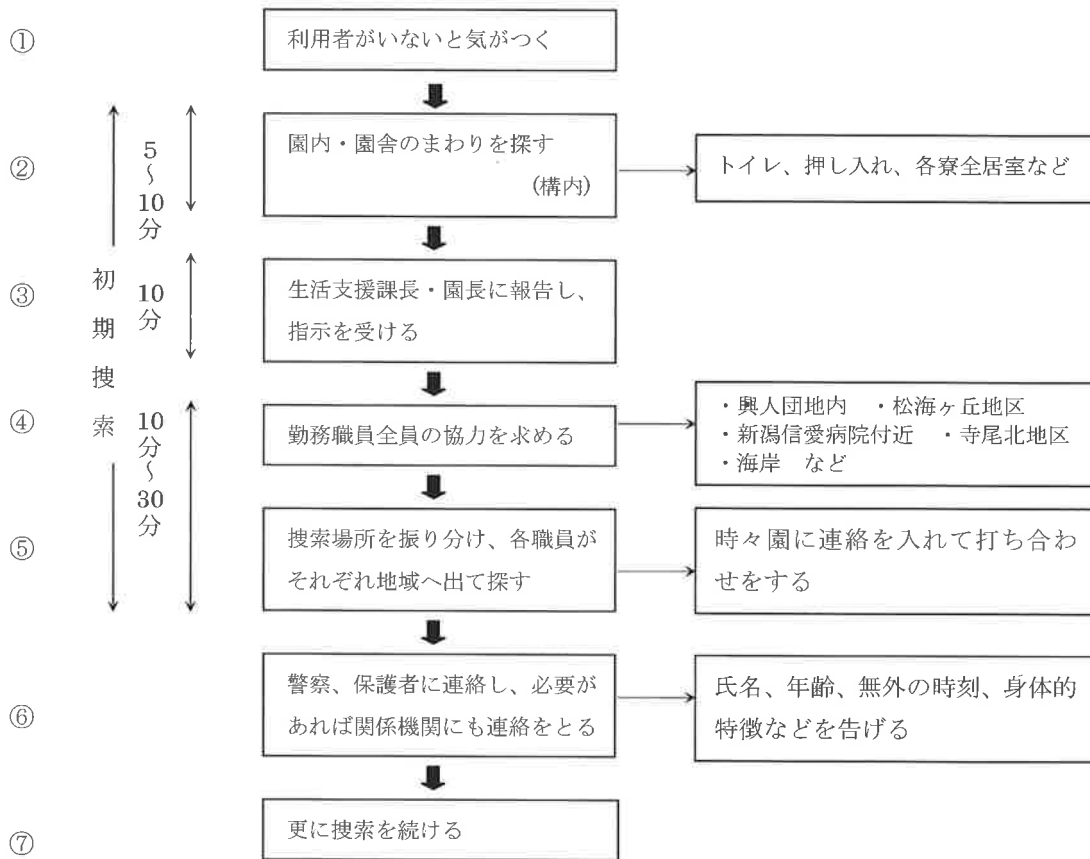 ①
利用者がいないと気がつく
②
5～10分
園内・園舎のまわりを探す
(構内)
トイレ、押し入れ、各寮全居室など
初期捜索
③
10分
生活支援課長・園長に報告し、
指示を受ける
④
10分～30分
勤務職員全員の協力を求める
・興人団地内　・松海ヶ丘地区
・新潟信愛病院付近　・寺尾北地区
・海岸　など
⑤
捜索場所を振り分け、各職員が
それぞれ地域へ出て探す
時々園に連絡を入れて打ち合わ
せをする
⑥
警察、保護者に連絡し、必要が
あれば関係機関にも連絡をとる
氏名、年齢、無外の時刻、身体的
特徴などを告げる
⑦
更に捜索を続ける